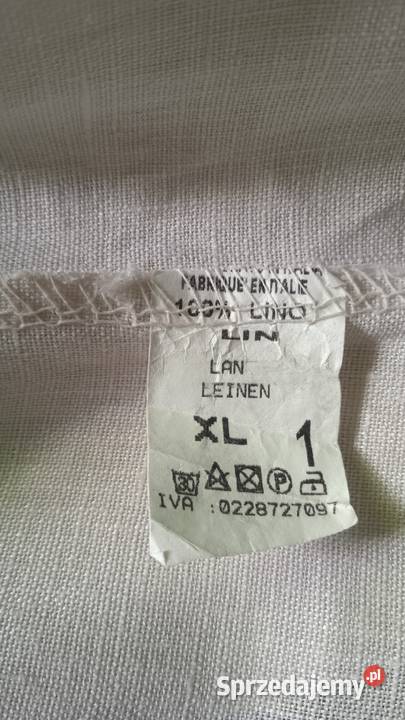 FABRIQUE EN ITALIE
100% LINO
LIN
LAN
LEINEN
XL 1
30 P
IVA :0228727097
Sprzedajemy.pl